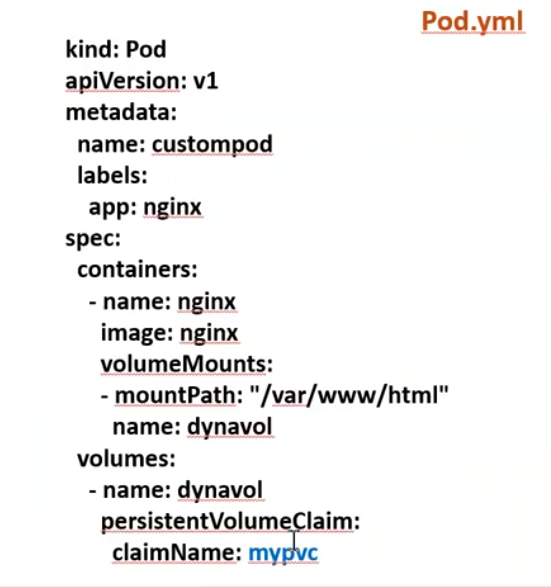 Pod.yml
kind: Pod
apiVersion: v1
metadata:
  name: custompod
  labels:
    app: nginx
spec:
  containers:
    - name: nginx
      image: nginx
      volumeMounts:
      - mountPath: "/var/www/html"
        name: dynavol
  volumes:
    - name: dynavol
      persistentVolumeClaim:
        claimName: mypvc